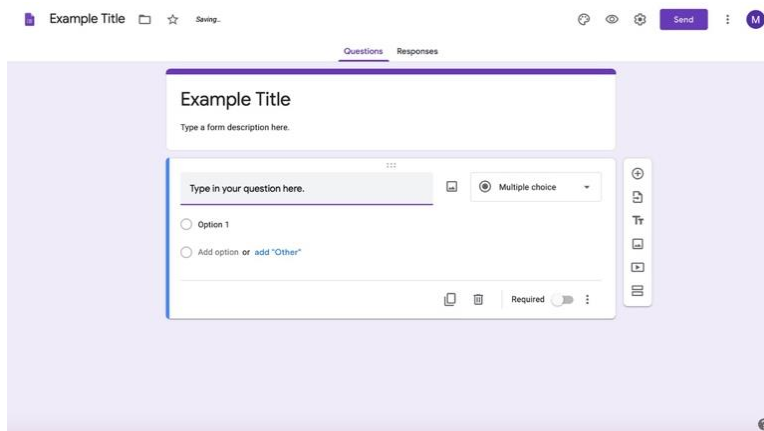 Example Title
Saving..
Send
M
Questions Responses
Example Title
Type a form description here.
Type in your question here.
Multiple choice
Option 1
Add option or add "Other"
Required
Tt